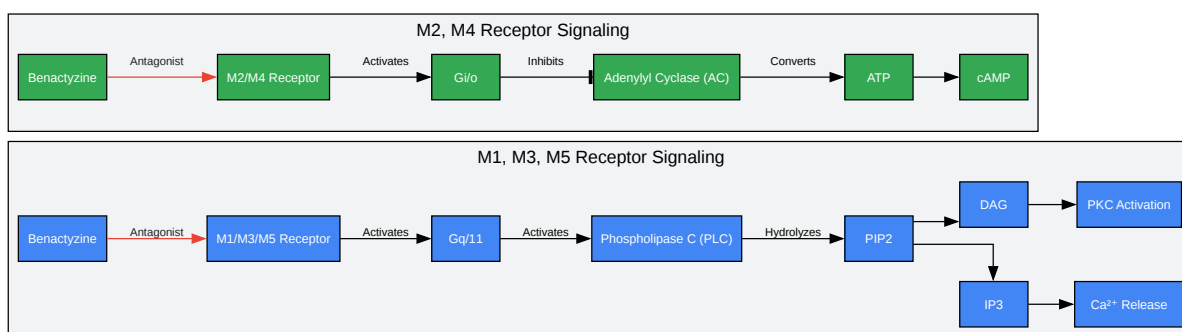 M2, M4 Receptor Signaling
Benactyzine
Antagonist
M2/M4 Receptor
Activates
Gi/o
Inhibits
Adenylyl Cyclase (AC)
Converts
ATP
cAMP
M1, M3, M5 Receptor Signaling
Benactyzine
Antagonist
M1/M3/M5 Receptor
Activates
Gq/11
Activates
Phospholipase C (PLC)
Hydrolyzes
PIP2
DAG
PKC Activation
IP3
Ca²⁺ Release